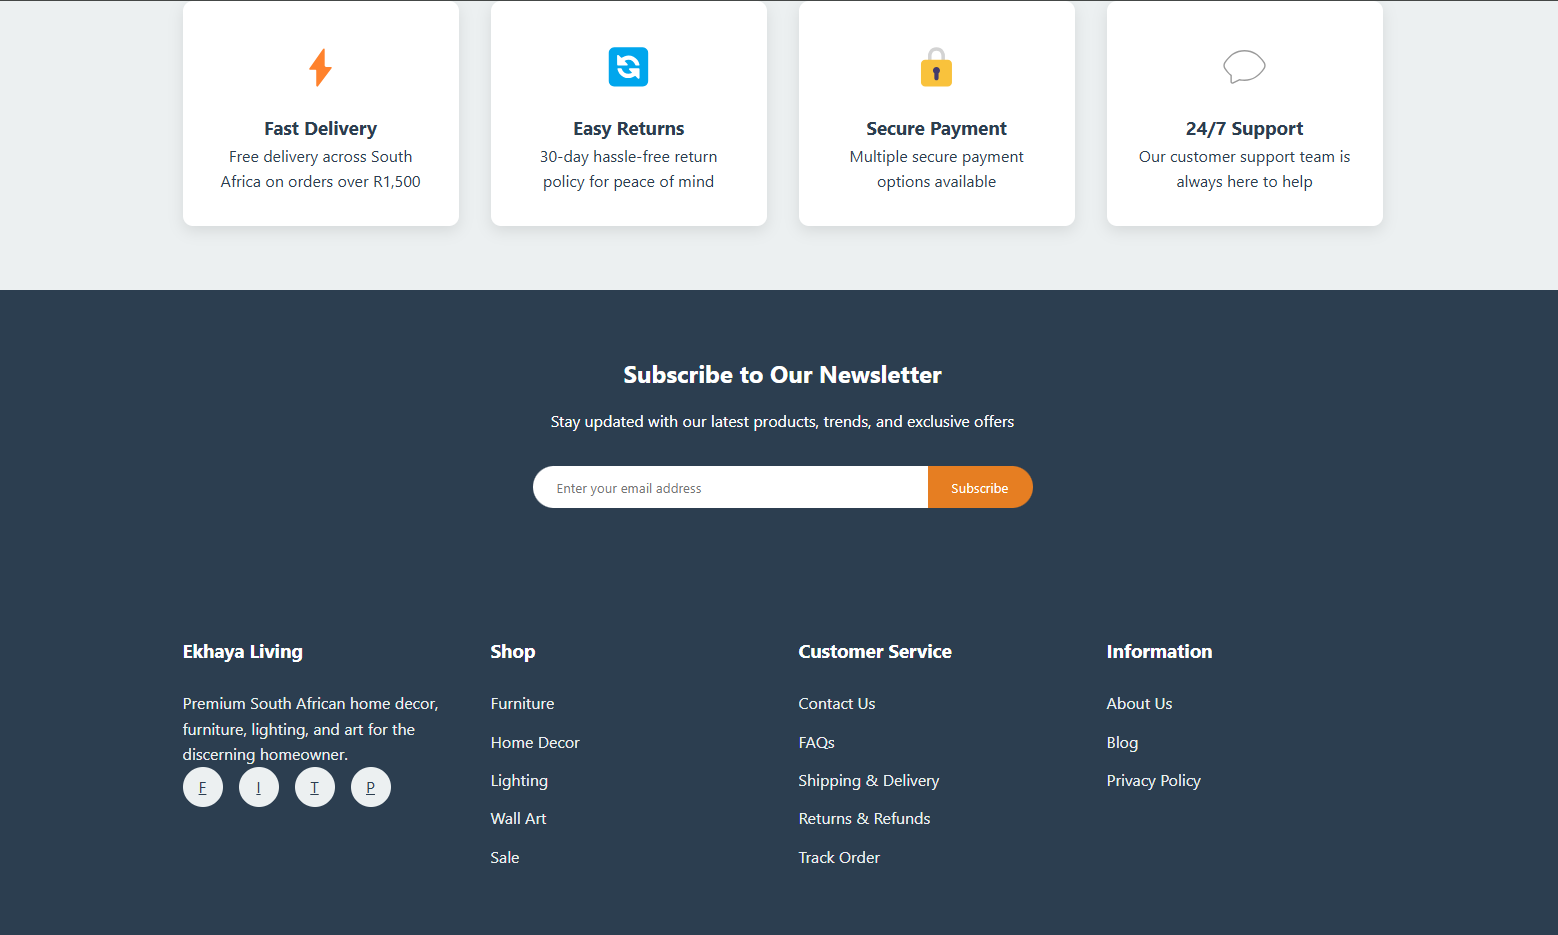 Fast Delivery
Free delivery across South
Africa on orders over R1,500
Easy Returns
30-day hassle-free return
policy for peace of mind
Secure Payment
Multiple secure payment
options available
24/7 Support
Our customer support team is
always here to help
Subscribe to Our Newsletter
Stay updated with our latest products, trends, and exclusive offers
Enter your email address
Subscribe
Ekhaya Living
Premium South African home decor,
furniture, lighting, and art for the
discerning homeowner.
F I T P
Shop
Furniture
Home Decor
Lighting
Wall Art
Sale
Customer Service
Contact Us
FAQs
Shipping & Delivery
Returns & Refunds
Track Order
Information
About Us
Blog
Privacy Policy